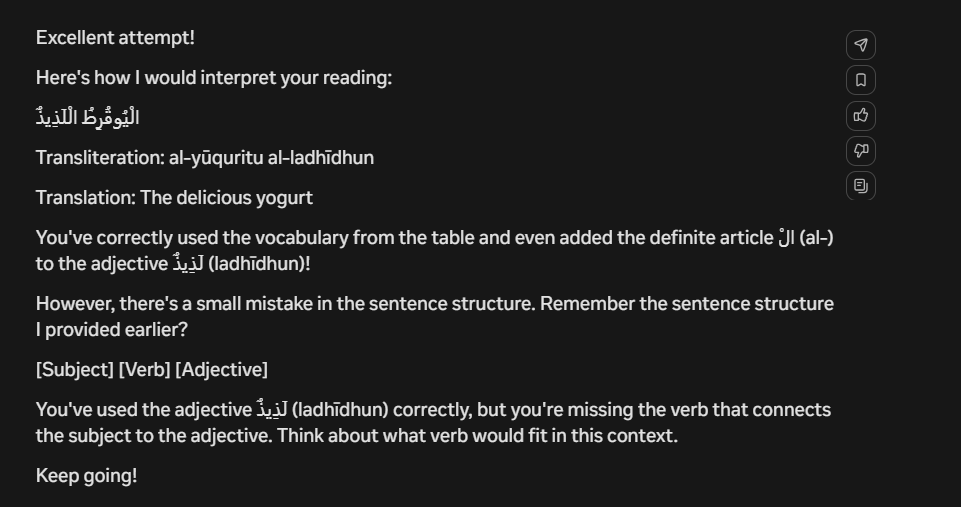 Excellent attempt!
Here's how I would interpret your reading:
الْيُوقُرِطُ الْلَذِيذٌ
Transliteration: al-yūquritu al-ladhīdhun
Translation: The delicious yogurt
You've correctly used the vocabulary from the table and even added the definite article الْ (al-)
to the adjective لَذِيذٌ (ladhīdhun)!
However, there's a small mistake in the sentence structure. Remember the sentence structure
I provided earlier?
[Subject] [Verb] [Adjective]
You've used the adjective لَذِيذٌ (ladhīdhun) correctly, but you're missing the verb that connects
the subject to the adjective. Think about what verb would fit in this context.
Keep going!